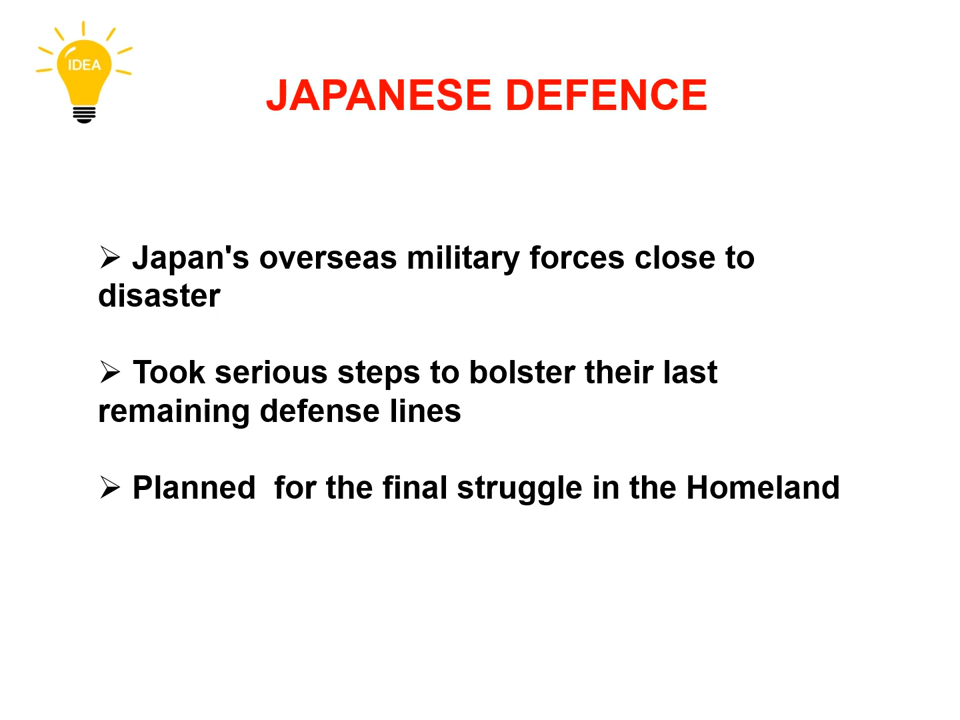 IDEA
JAPANESE DEFENCE
➢ Japan's overseas military forces close to
disaster
➢ Took serious steps to bolster their last
remaining defense lines
➢ Planned  for the final struggle in the Homeland